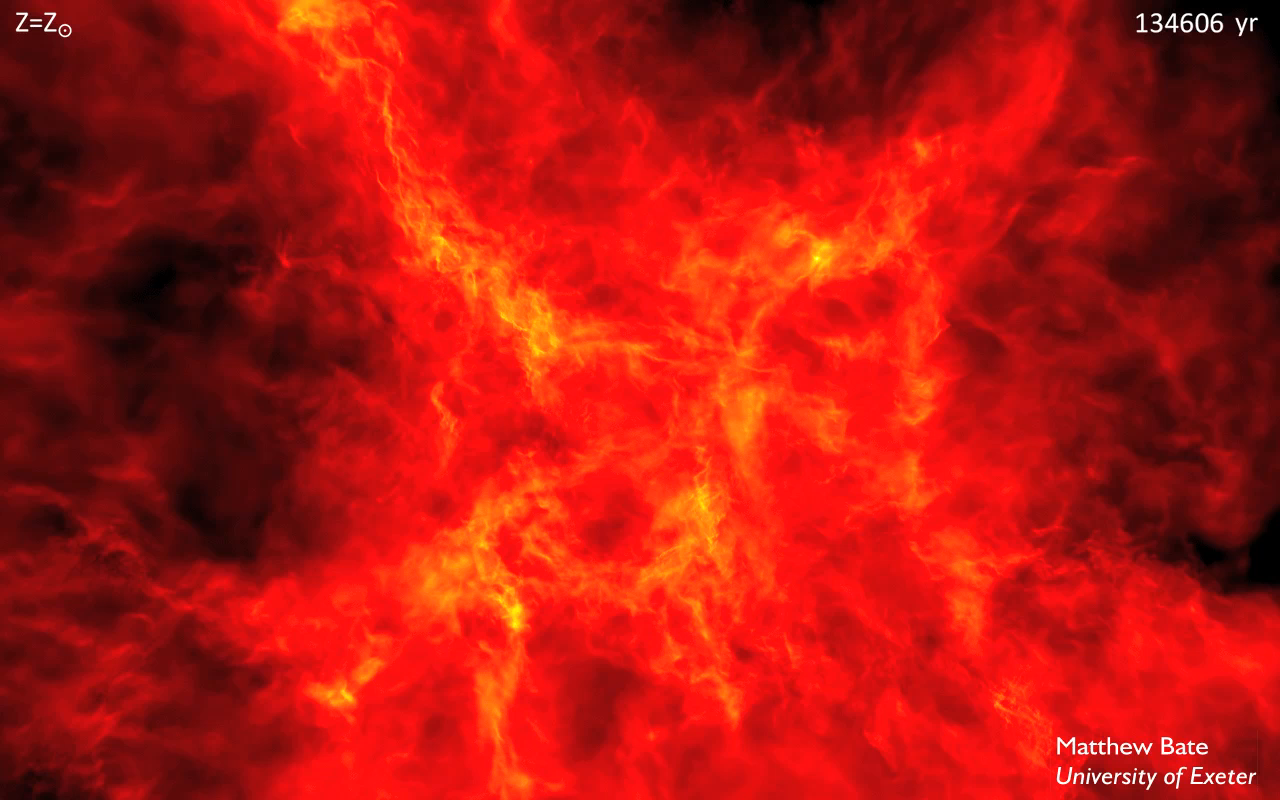 Z=Z☉
134606 yr
Matthew Bate
University of Exeter